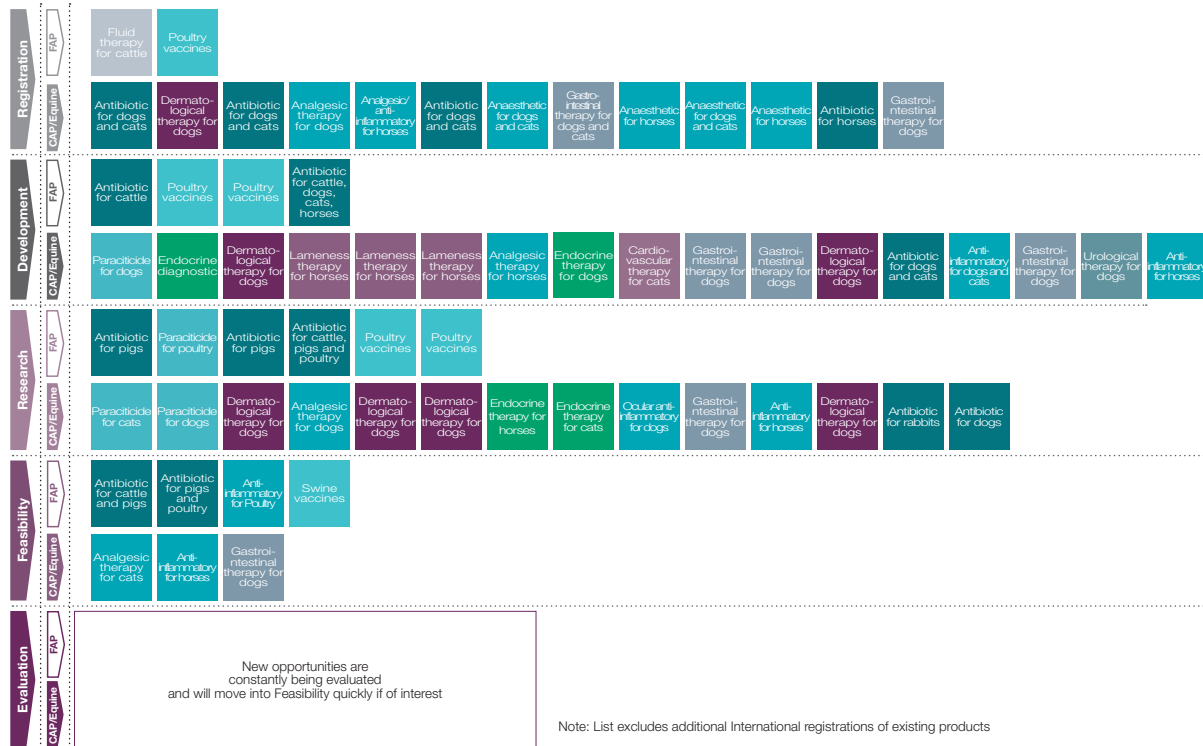 Registration
FAP
Fluid
therapy
for cattle
Poultry
vaccines
CAP/Equine
Antibiotic
for dogs
and cats
Dermato-
logical
therapy for
dogs
Antibiotic
for dogs
and cats
Analgesic
therapy
for dogs
Analgesic/
anti-
inflammatory
for horses
Antibiotic
for dogs
and cats
Anaesthetic
for dogs
and cats
Gastro-
intestinal
therapy for
dogs and
cats
Anaesthetic
for horses
Anaesthetic
for dogs
and cats
Anaesthetic
for horses
Antibiotic
for horses
Gastroi-
ntestinal
therapy for
dogs
Development
FAP
Antibiotic
for cattle
Poultry
vaccines
Poultry
vaccines
Antibiotic
for cattle,
dogs,
cats,
horses
CAP/Equine
Paraciticide
for dogs
Endocrine
diagnostic
Dermato-
logical
therapy for
dogs
Lameness
therapy
for horses
Lameness
therapy
for horses
Lameness
therapy
for horses
Analgesic
therapy
for horses
Endocrine
therapy
for dogs
Cardio-
vascular
therapy
for cats
Gastroi-
ntestinal
therapy for
dogs
Gastroi-
ntestinal
therapy for
dogs
Dermato-
logical
therapy for
dogs
Antibiotic
for dogs
and cats
Anti-
inflammatory
for dogs and
cats
Gastroi-
ntestinal
therapy for
dogs
Urological
therapy for
dogs
Anti-
inflammatory
for horses
Research
FAP
Antibiotic
for pigs
Paraciticide
for poultry
Antibiotic
for pigs
Antibiotic
for cattle,
pigs and
poultry
Poultry
vaccines
Poultry
vaccines
CAP/Equine
Paraciticide
for cats
Paraciticide
for dogs
Dermato-
logical
therapy for
dogs
Analgesic
therapy
for dogs
Dermato-
logical
therapy for
dogs
Dermato-
logical
therapy for
dogs
Endocrine
therapy for
horses
Endocrine
therapy
for cats
Ocular anti-
inflammatory
for dogs
Gastroi-
ntestinal
therapy for
dogs
Anti-
inflammatory
for horses
Dermato-
logical
therapy for
dogs
Antibiotic
for rabbits
Antibiotic
for dogs
Feasibility
FAP
Antibiotic
for cattle
and pigs
Antibiotic
for pigs
and
poultry
Anti-
inflammatory
for Poultry
Swine
vaccines
CAP/Equine
Analgesic
therapy
for cats
Anti-
inflammatory
for horses
Gastroi-
ntestinal
therapy for
dogs
Evaluation
FAP
CAP/Equine
New opportunities are
constantly being evaluated
and will move into Feasibility quickly if of interest
Note: List excludes additional International registrations of existing products